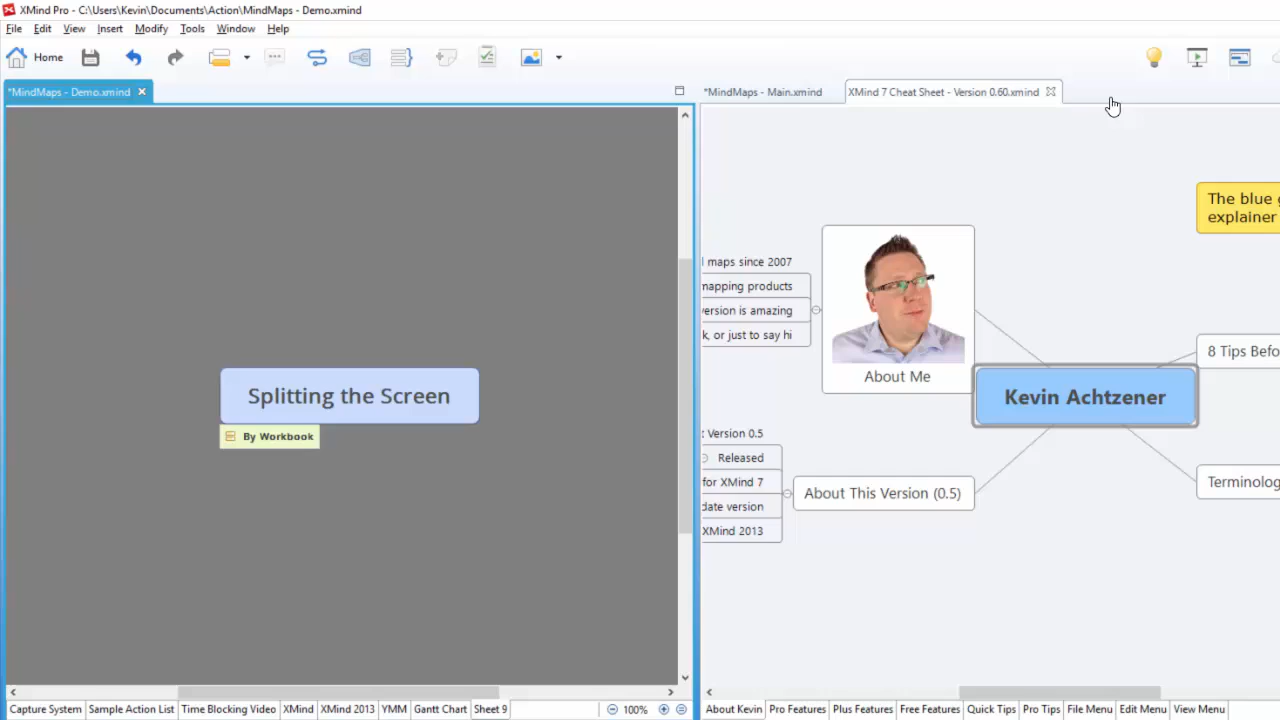 XMind Pro - C:\Users\Kevin\Documents\Action\MindMaps - Demo.xmind
File Edit View Insert Modify Tools Window Help
Home
*MindMaps - Demo.xmind
*MindMaps - Main.xmind
XMind 7 Cheat Sheet - Version 0.60.xmind
Splitting the Screen
By Workbook
The blue
explainer
maps since 2007
mapping products
version is amazing
k, or just to say hi
About Me
Kevin Achtzener
8 Tips Befo
Version 0.5
Released
for XMind 7
date version
XMind 2013
About This Version (0.5)
Terminolog
Capture System Sample Action List Time Blocking Video XMind XMind 2013 YMM Gantt Chart Sheet 9 100%
About Kevin Pro Features Plus Features Free Features Quick Tips Pro Tips File Menu Edit Menu View Menu